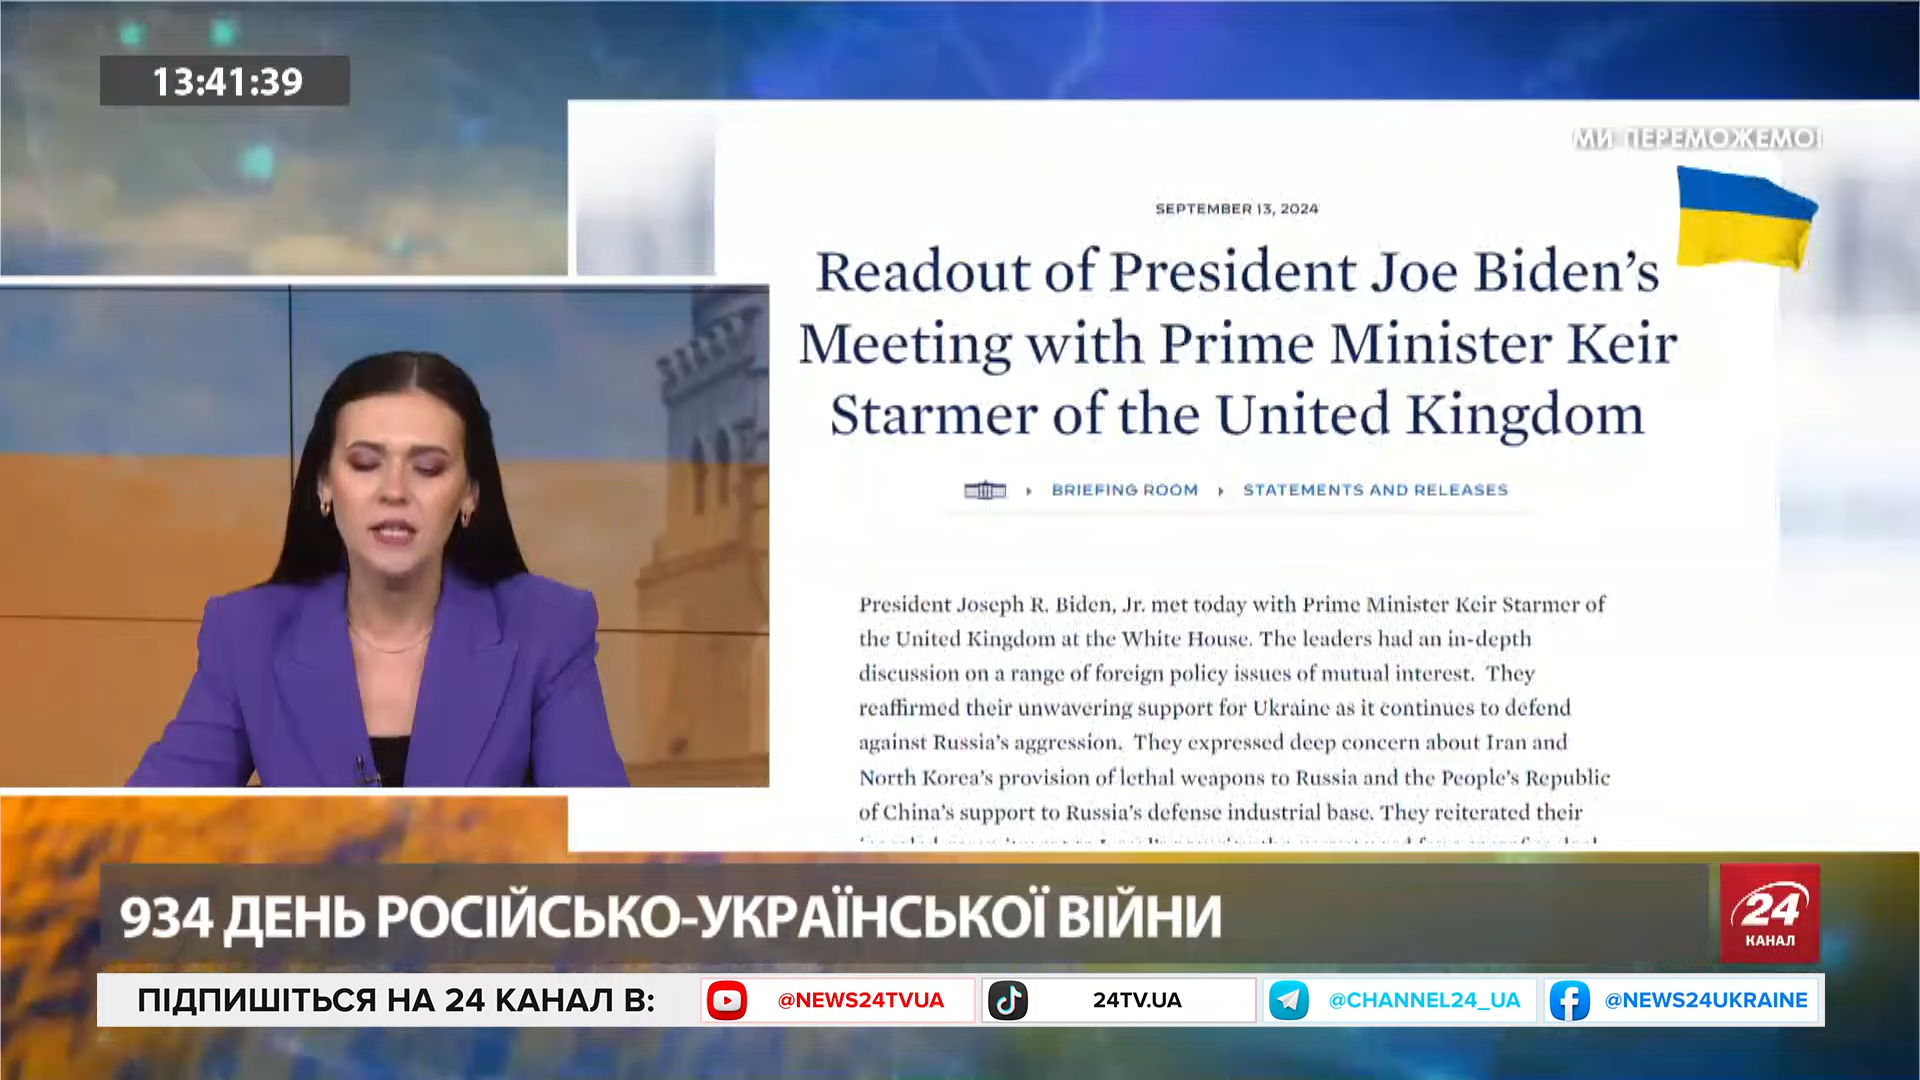 13:41:39
МИ ПЕРЕМОЖЕМО!
SEPTEMBER 13, 2024
Readout of President Joe Biden’s
Meeting with Prime Minister Keir
Starmer of the United Kingdom
BRIEFING ROOM
STATEMENTS AND RELEASES
President Joseph R. Biden, Jr. met today with Prime Minister Keir Starmer of
the United Kingdom at the White House. The leaders had an in-depth
discussion on a range of foreign policy issues of mutual interest. They
reaffirmed their unwavering support for Ukraine as it continues to defend
against Russia’s aggression. They expressed deep concern about Iran and
North Korea’s provision of lethal weapons to Russia and the People’s Republic
of China’s support to Russia’s defense industrial base. They reiterated their
934 ДЕНЬ РОСІЙСЬКО-УКРАЇНСЬКОЇ ВІЙНИ
24
КАНАЛ
ПІДПИШІТЬСЯ НА 24 КАНАЛ В:
@NEWS24TVUA
24TV.UA
@CHANNEL24_UA
@NEWS24UKRAINE